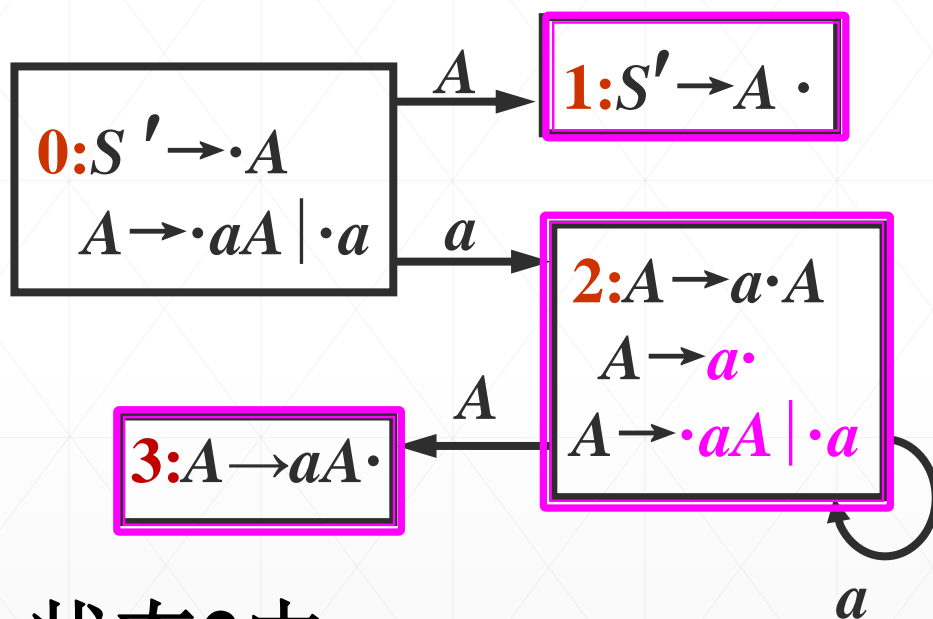 A
1:S′→A ·
0:S ′→·A
A→·aA|·a
a
2:A→a·A
A→a·
A→·aA|·a
A
3:A→aA·
a